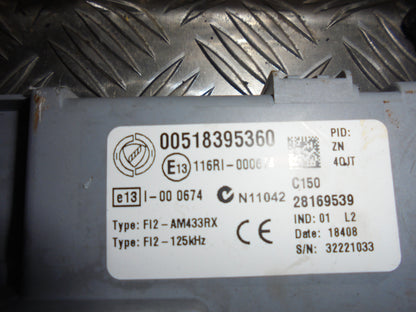 00518395360
PID:
ZN
4QJT
E13 116RI-000674
e13 I-00 0674
N11042
C150
28169539
IND: 01 L2
Type: FI2-AM433RX
Type: FI2-125kHz
CE
Date: 18408
S/N: 32221033